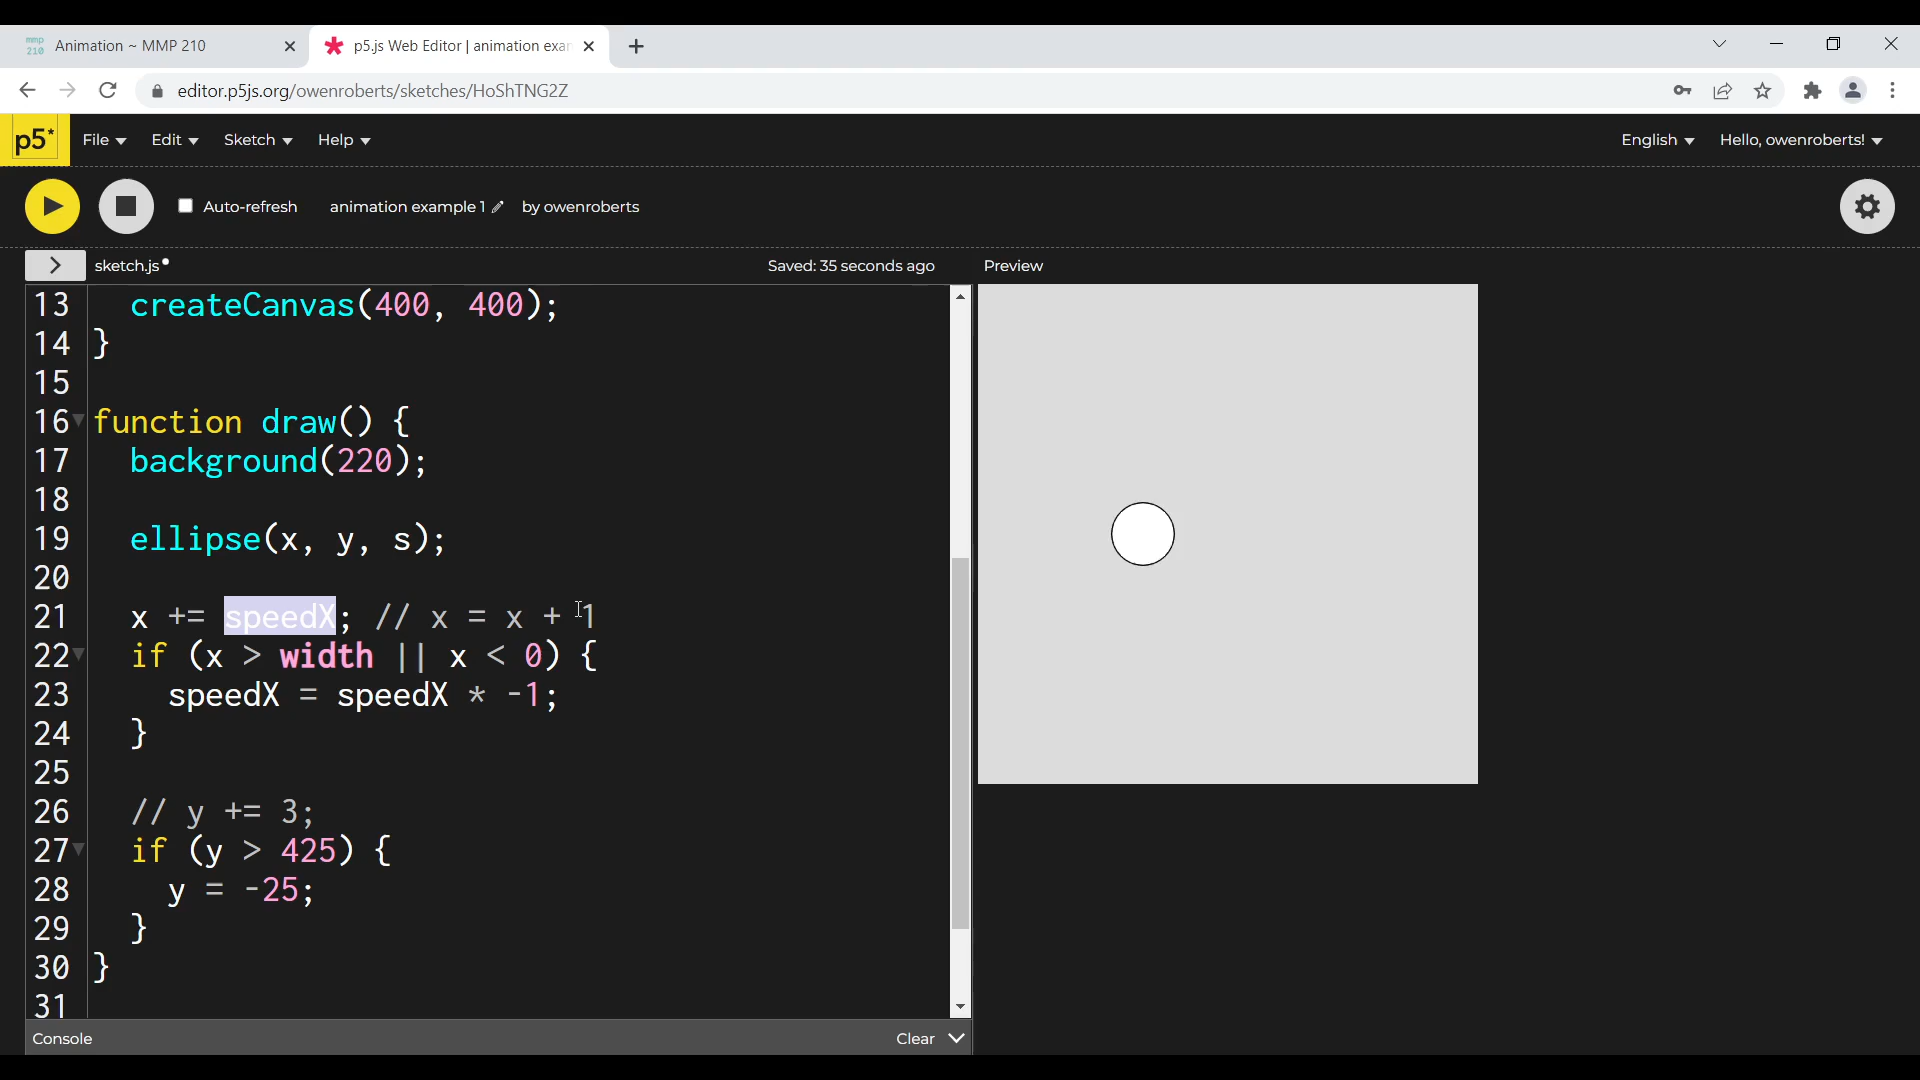 mmp 210
Animation ~ MMP 210
p5.js Web Editor | animation exa
editor.p5js.org/owenroberts/sketches/HoShTNG2Z
p5*
File
Edit
Sketch
Help
English
Hello, owenroberts!
Auto-refresh
animation example 1
by owenroberts
>
sketch.js
Saved: 35 seconds ago
Preview
13 createCanvas(400, 400);
14 }
15
16 function draw() {
17 background(220);
18
19 ellipse(x, y, s);
20
21 x += speedX; // x = x + 1
22 if (x > width || x < 0) {
23 speedX = speedX * -1;
24 }
25
26 // y += 3;
27 if (y > 425) {
28 y = -25;
29 }
30 }
31
Console
Clear